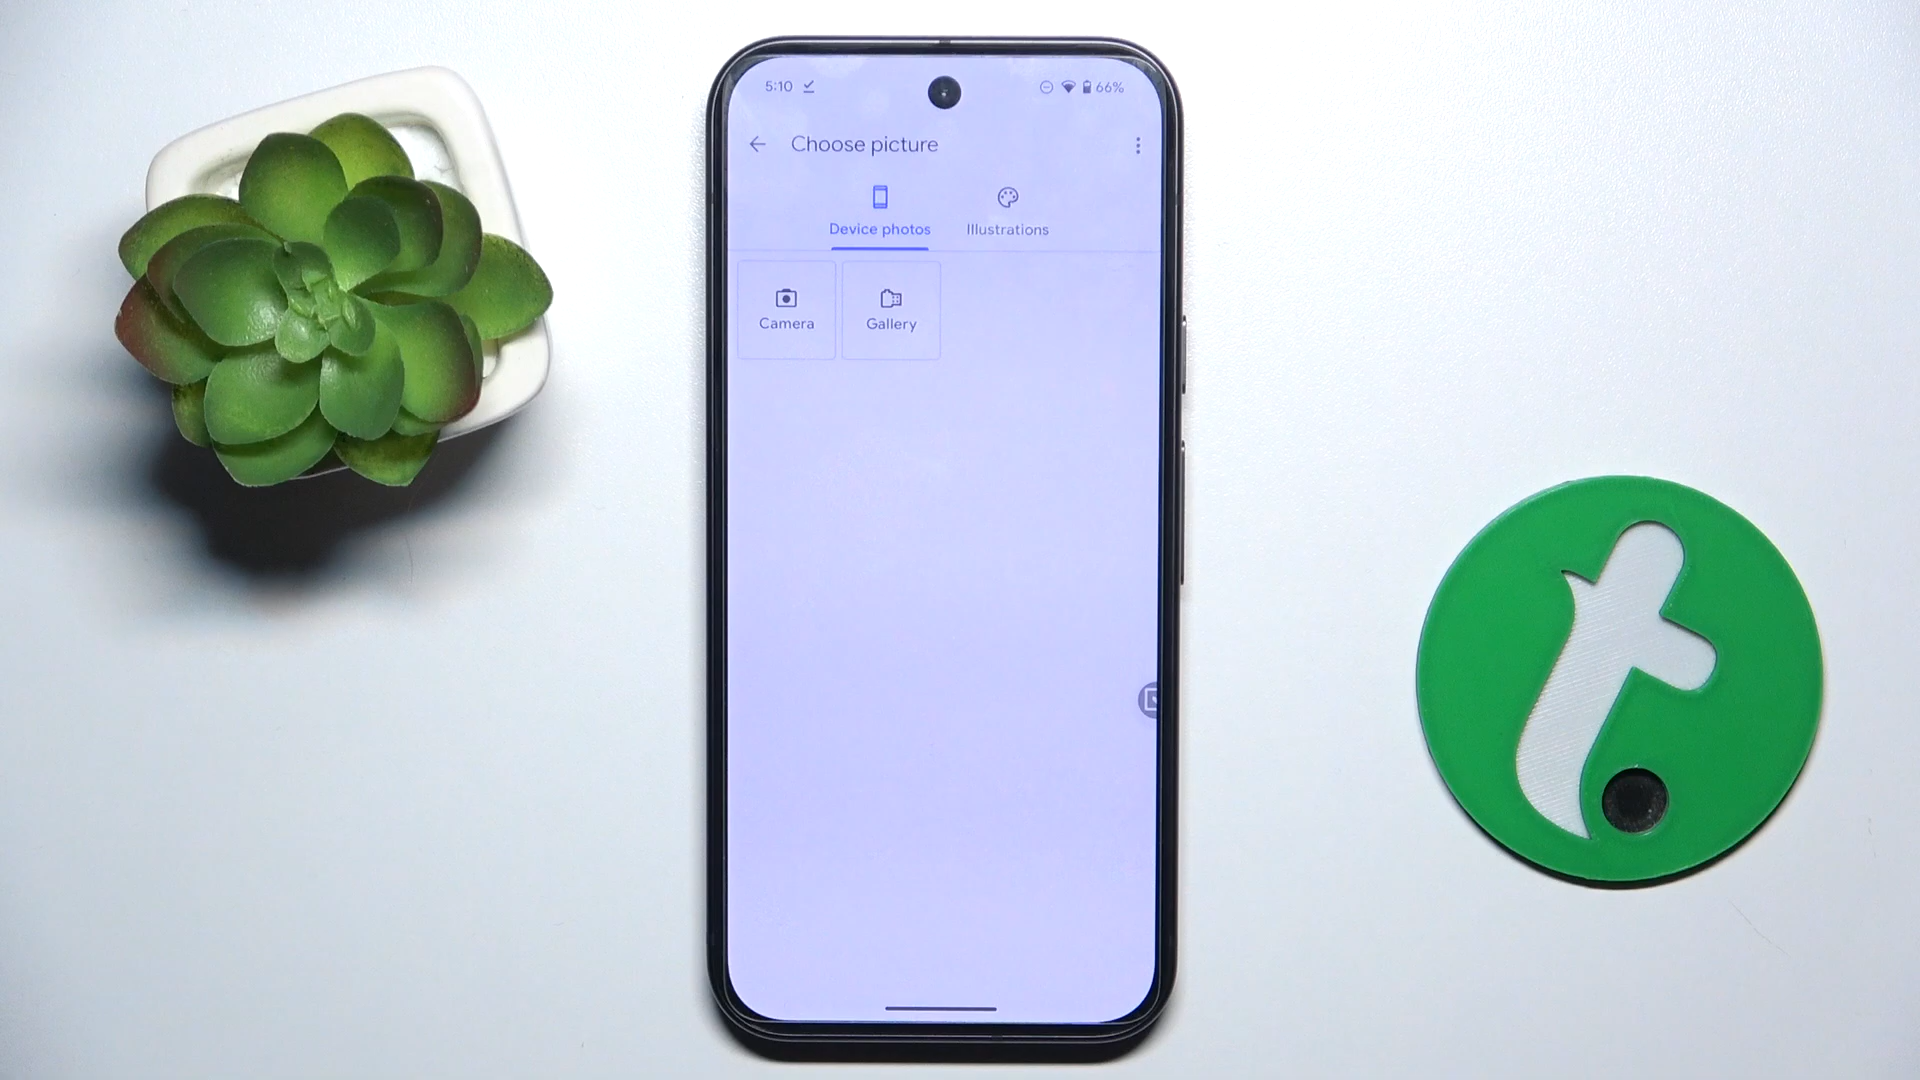 5:10
66%
Choose picture
Device photos
Illustrations
Camera
Gallery
t